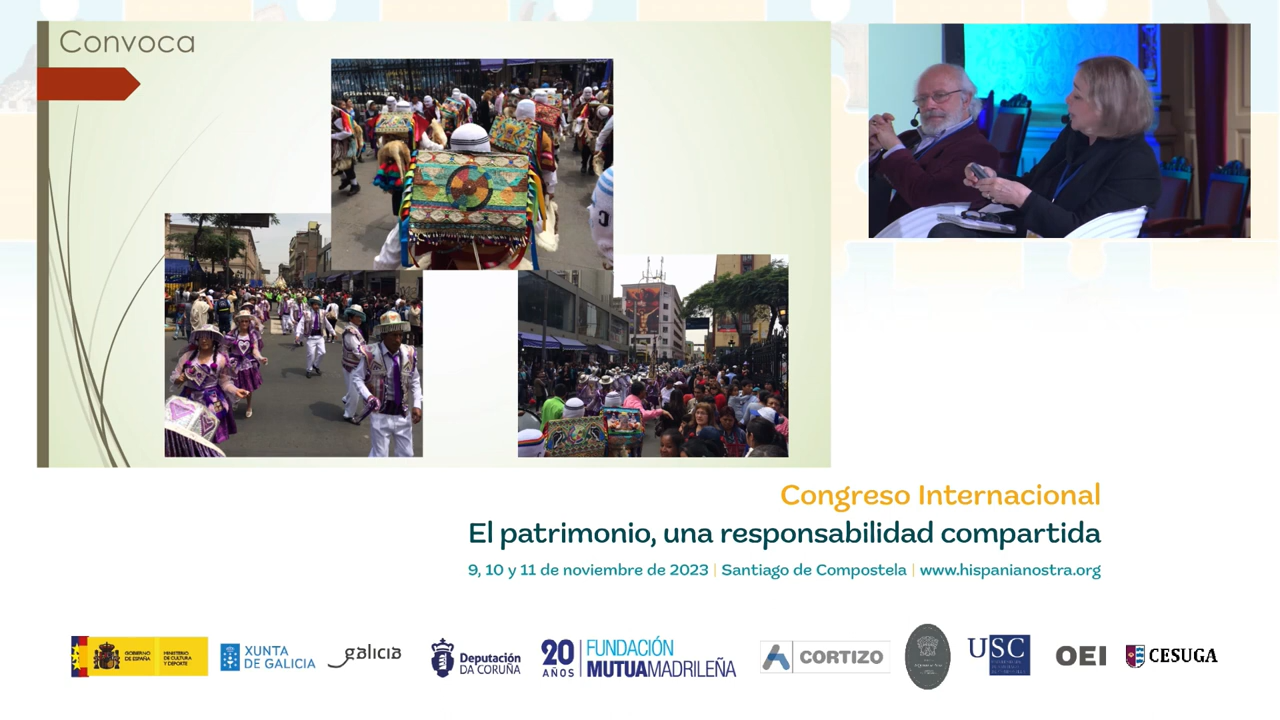 Convoca
Congreso Internacional
El patrimonio, una responsabilidad compartida
9, 10 y 11 de noviembre de 2023 | Santiago de Compostela | www.hispanianostra.org
GOBIERNO
DE ESPAÑA
MINISTERIO
DE CULTURA
Y DEPORTE
XUNTA
DE GALICIA
galicia
Deputación
DA CORUÑA
20
AÑOS
FUNDACIÓN
MUTUAMADRILEÑA
CORTIZO
USC
OEI
CESUGA